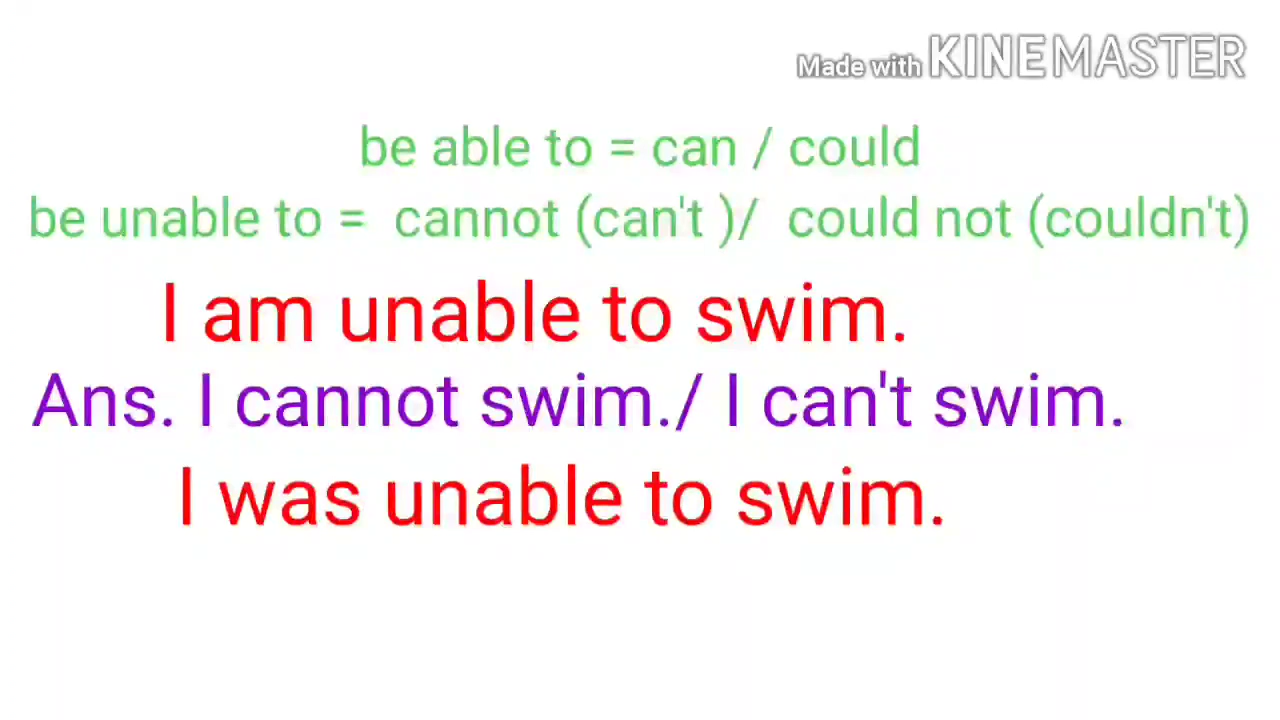 Made with KINEMASTER
be able to = can / could
be unable to = cannot (can't )/ could not (couldn't)
I am unable to swim.
Ans. I cannot swim./ I can't swim.
I was unable to swim.